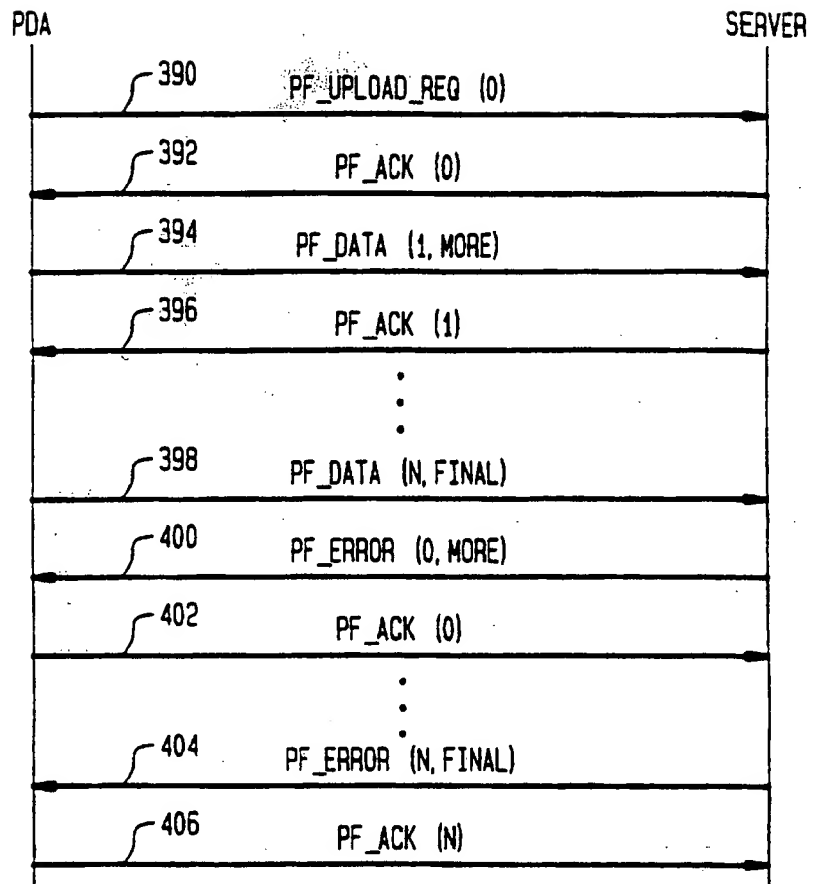 PDA SERVER
390 PF_UPLOAD_REQ (0)
392 PF_ACK (0)
394 PF_DATA (1, MORE)
396 PF_ACK (1)
398 PF_DATA (N, FINAL)
400 PF_ERROR (0, MORE)
402 PF_ACK (0)
404 PF_ERROR (N, FINAL)
406 PF_ACK (N)